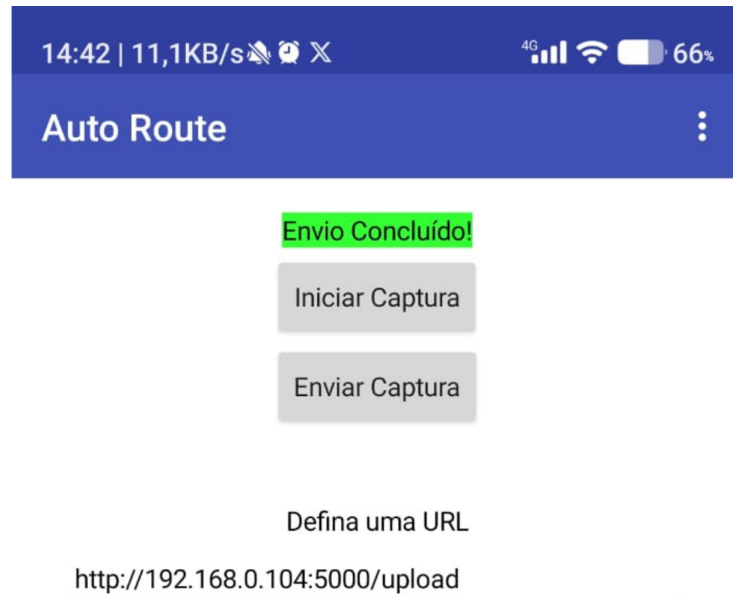 14:42 | 11,1KB/s 4G 66%
Auto Route
Envio Concluído!
Iniciar Captura
Enviar Captura
Defina uma URL
http://192.168.0.104:5000/upload